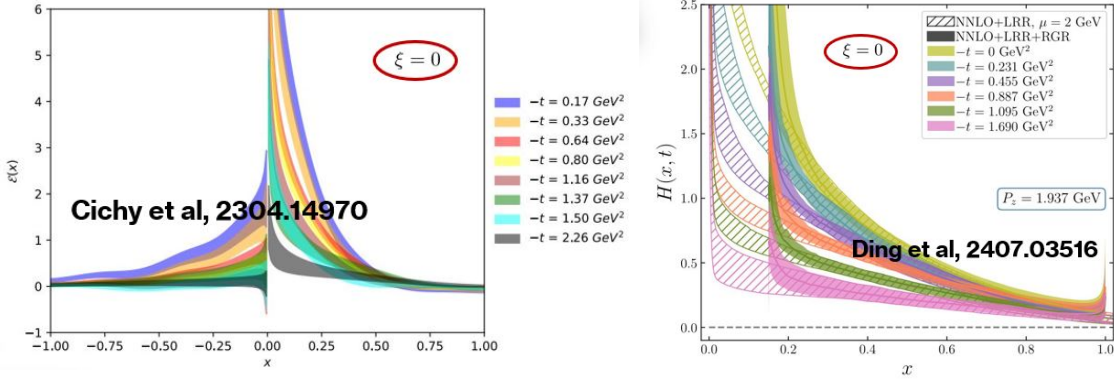 6
5
4
3
2
1
0
−1
ℰ(x)
ξ = 0
Cichy et al, 2304.14970
−1.00 −0.75 −0.50 −0.25 0.00 0.25 0.50 0.75 1.00
x
−t = 0.17 GeV²
−t = 0.33 GeV²
−t = 0.64 GeV²
−t = 0.80 GeV²
−t = 1.16 GeV²
−t = 1.37 GeV²
−t = 1.50 GeV²
−t = 2.26 GeV²
2.5
2.0
1.5
1.0
0.5
0.0
H(x, t)
ξ = 0
NNLO+LRR, μ = 2 GeV
NNLO+LRR+RGR
−t = 0 GeV²
−t = 0.231 GeV²
−t = 0.455 GeV²
−t = 0.887 GeV²
−t = 1.095 GeV²
−t = 1.690 GeV²
P_z = 1.937 GeV
Ding et al, 2407.03516
0.0 0.2 0.4 0.6 0.8 1.0
x